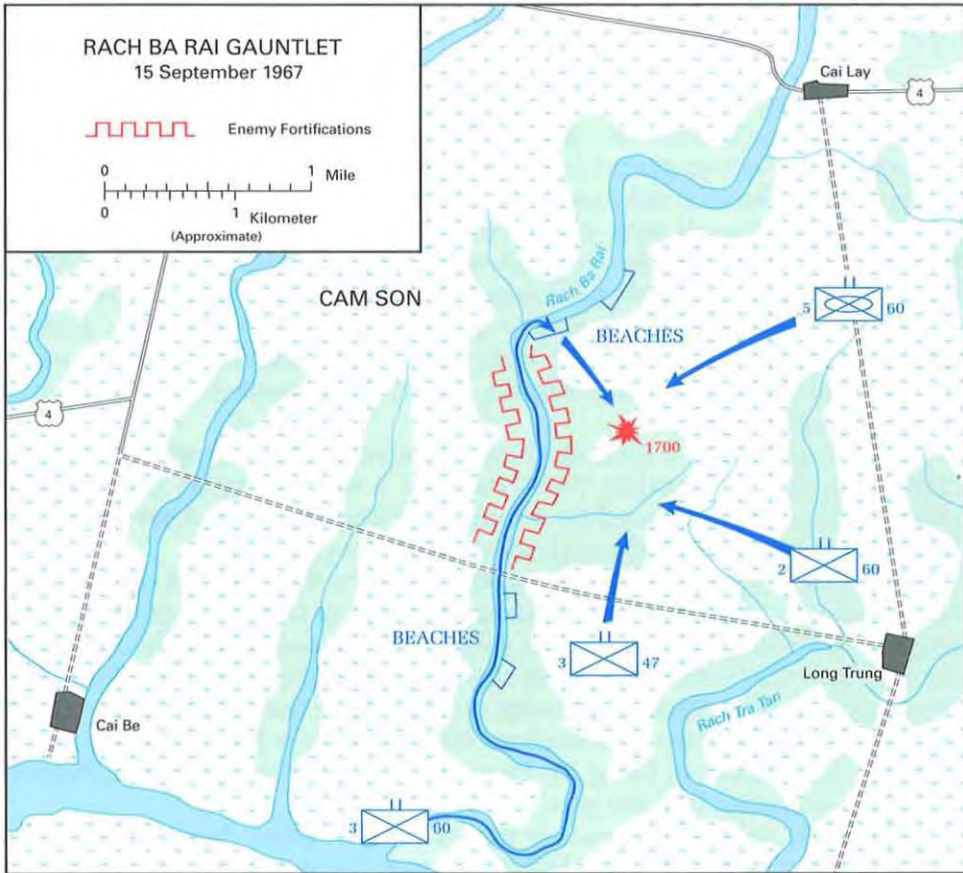 RACH BA RAI GAUNTLET
15 September 1967
Enemy Fortifications
0 1 Mile
0 1 Kilometer
(Approximate)
Cai Lay
4
Rach Ba Rai
CAM SON
5 60
BEACHES
4
1700
2 60
BEACHES
3 47
Long Trung
Rach Tra Tan
Cai Be
3 60